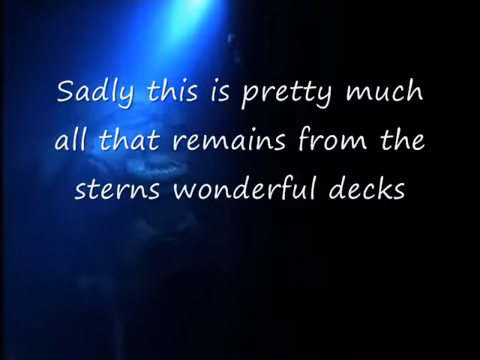 Sadly this is pretty much
all that remains from the
sterns wonderful decks